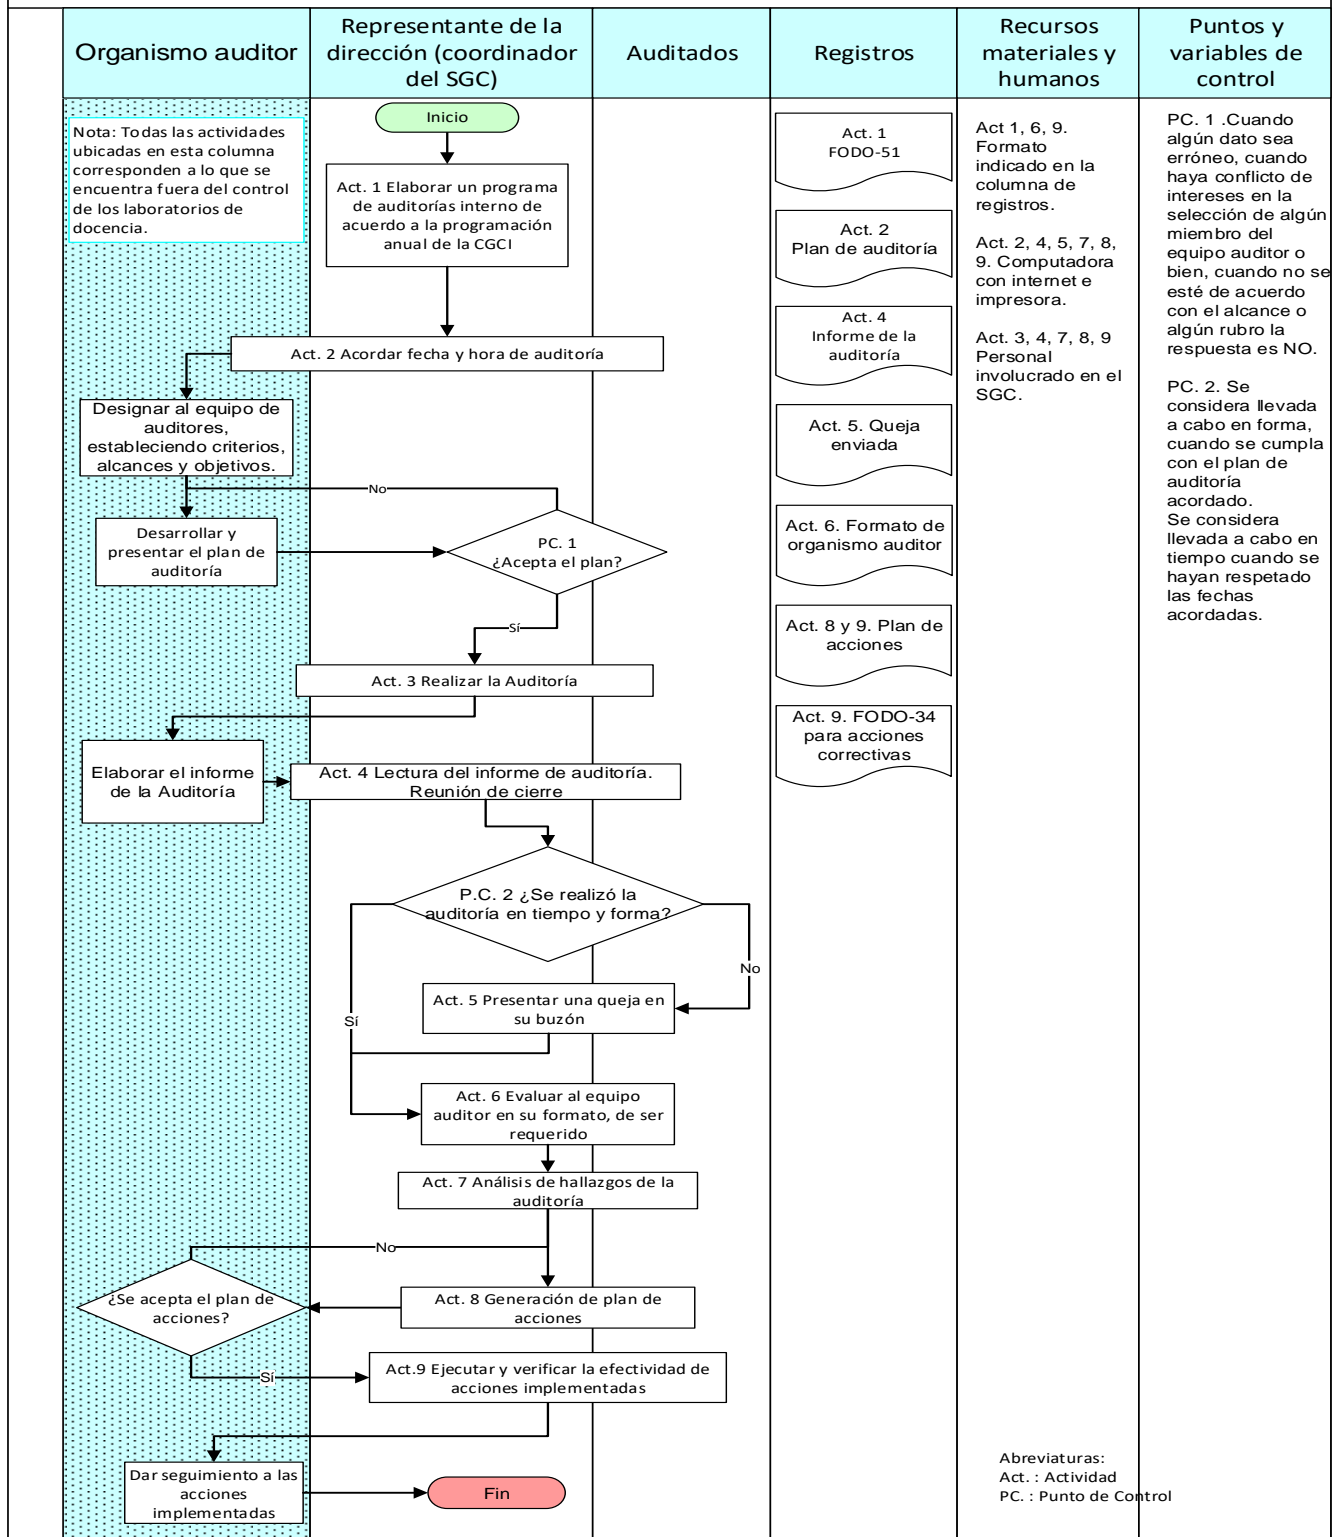 Organismo auditor
Representante de la
dirección (coordinador
del SGC)
Auditados
Registros
Recursos
materiales y
humanos
Puntos y
variables de
control
Nota: Todas las actividades
ubicadas en esta columna
corresponden a lo que se
encuentra fuera del control
de los laboratorios de
docencia.
Inicio
Act. 1 Elaborar un programa
de auditorías interno de
acuerdo a la programación
anual de la CGCI
Act. 2 Acordar fecha y hora de auditoría
Designar al equipo de
auditores,
estableciendo criterios,
alcances y objetivos.
No
Desarrollar y
presentar el plan de
auditoría
PC. 1
¿Acepta el plan?
Sí
Act. 3 Realizar la Auditoría
Elaborar el informe
de la Auditoría
Act. 4 Lectura del informe de auditoría.
Reunión de cierre
P.C. 2 ¿Se realizó la
auditoría en tiempo y forma?
No
Sí
Act. 5 Presentar una queja en
su buzón
Act. 6 Evaluar al equipo
auditor en su formato, de ser
requerido
Act. 7 Análisis de hallazgos de la
auditoría
No
¿Se acepta el plan de
acciones?
Act. 8 Generación de plan de
acciones
Sí
Act.9 Ejecutar y verificar la efectividad de
acciones implementadas
Dar seguimiento a las
acciones
implementadas
Fin
Act. 1
FODO-51
Act. 2
Plan de auditoría
Act. 4
Informe de la
auditoría
Act. 5. Queja
enviada
Act. 6. Formato de
organismo auditor
Act. 8 y 9. Plan de
acciones
Act. 9. FODO-34
para acciones
correctivas
Act 1, 6, 9.
Formato
indicado en la
columna de
registros.
Act. 2, 4, 5, 7, 8,
9. Computadora
con internet e
impresora.
Act. 3, 4, 7, 8, 9
Personal
involucrado en el
SGC.
PC. 1 .Cuando
algún dato sea
erróneo, cuando
haya conflicto de
intereses en la
selección de algún
miembro del
equipo auditor o
bien, cuando no se
esté de acuerdo
con el alcance o
algún rubro la
respuesta es NO.
PC. 2. Se
considera llevada
a cabo en forma,
cuando se cumpla
con el plan de
auditoría
acordado.
Se considera
llevada a cabo en
tiempo cuando se
hayan respetado
las fechas
acordadas.
Abreviaturas:
Act. : Actividad
PC. : Punto de Control